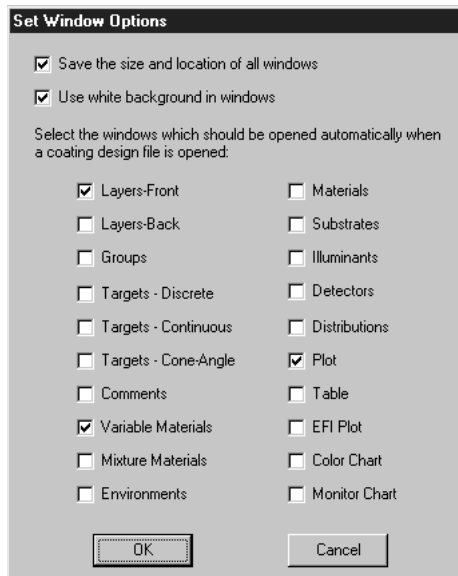 Set Window Options
Save the size and location of all windows
Use white background in windows
Select the windows which should be opened automatically when
a coating design file is opened:
Layers-Front
Layers-Back
Groups
Targets - Discrete
Targets - Continuous
Targets - Cone-Angle
Comments
Variable Materials
Mixture Materials
Environments
Materials
Substrates
Illuminants
Detectors
Distributions
Plot
Table
EFI Plot
Color Chart
Monitor Chart
OK
Cancel